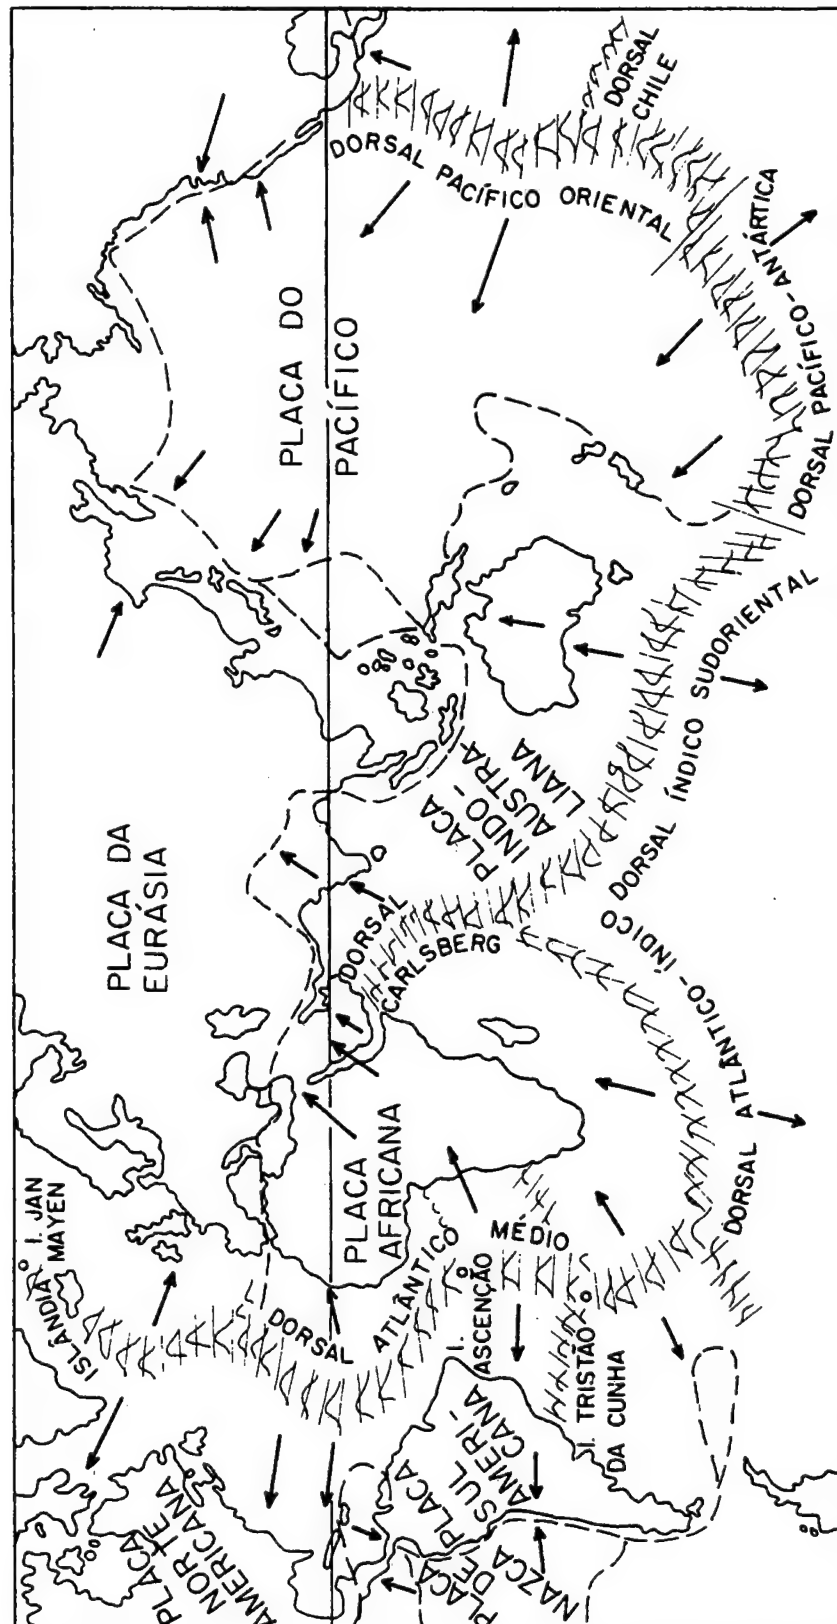 DORSAL
CHILE
DORSAL PACÍFICO ORIENTAL
DORSAL PACÍFICO-ANTÁRTICA
PLACA DO
PACÍFICO
DORSAL ÍNDICO SUDORIENTAL
PLACA
INDO-
AUSTRA
LIANA
PLACA DA
EURÁSIA
DORSAL
CARLSBERG
DORSAL ATLÂNTICO-ÍNDICO
PLACA
AFRICANA
I. JAN
MAYEN
ISLÂNDIA
DORSAL ATLÂNTICO MÉDIO
I.
ASCENÇÃO
I. TRISTÃO
DA CUNHA
PLACA
SUL
AMERÍ-
CANA
PLACA
DE
NAZCA
PLACA
NORTE
AMERICANA